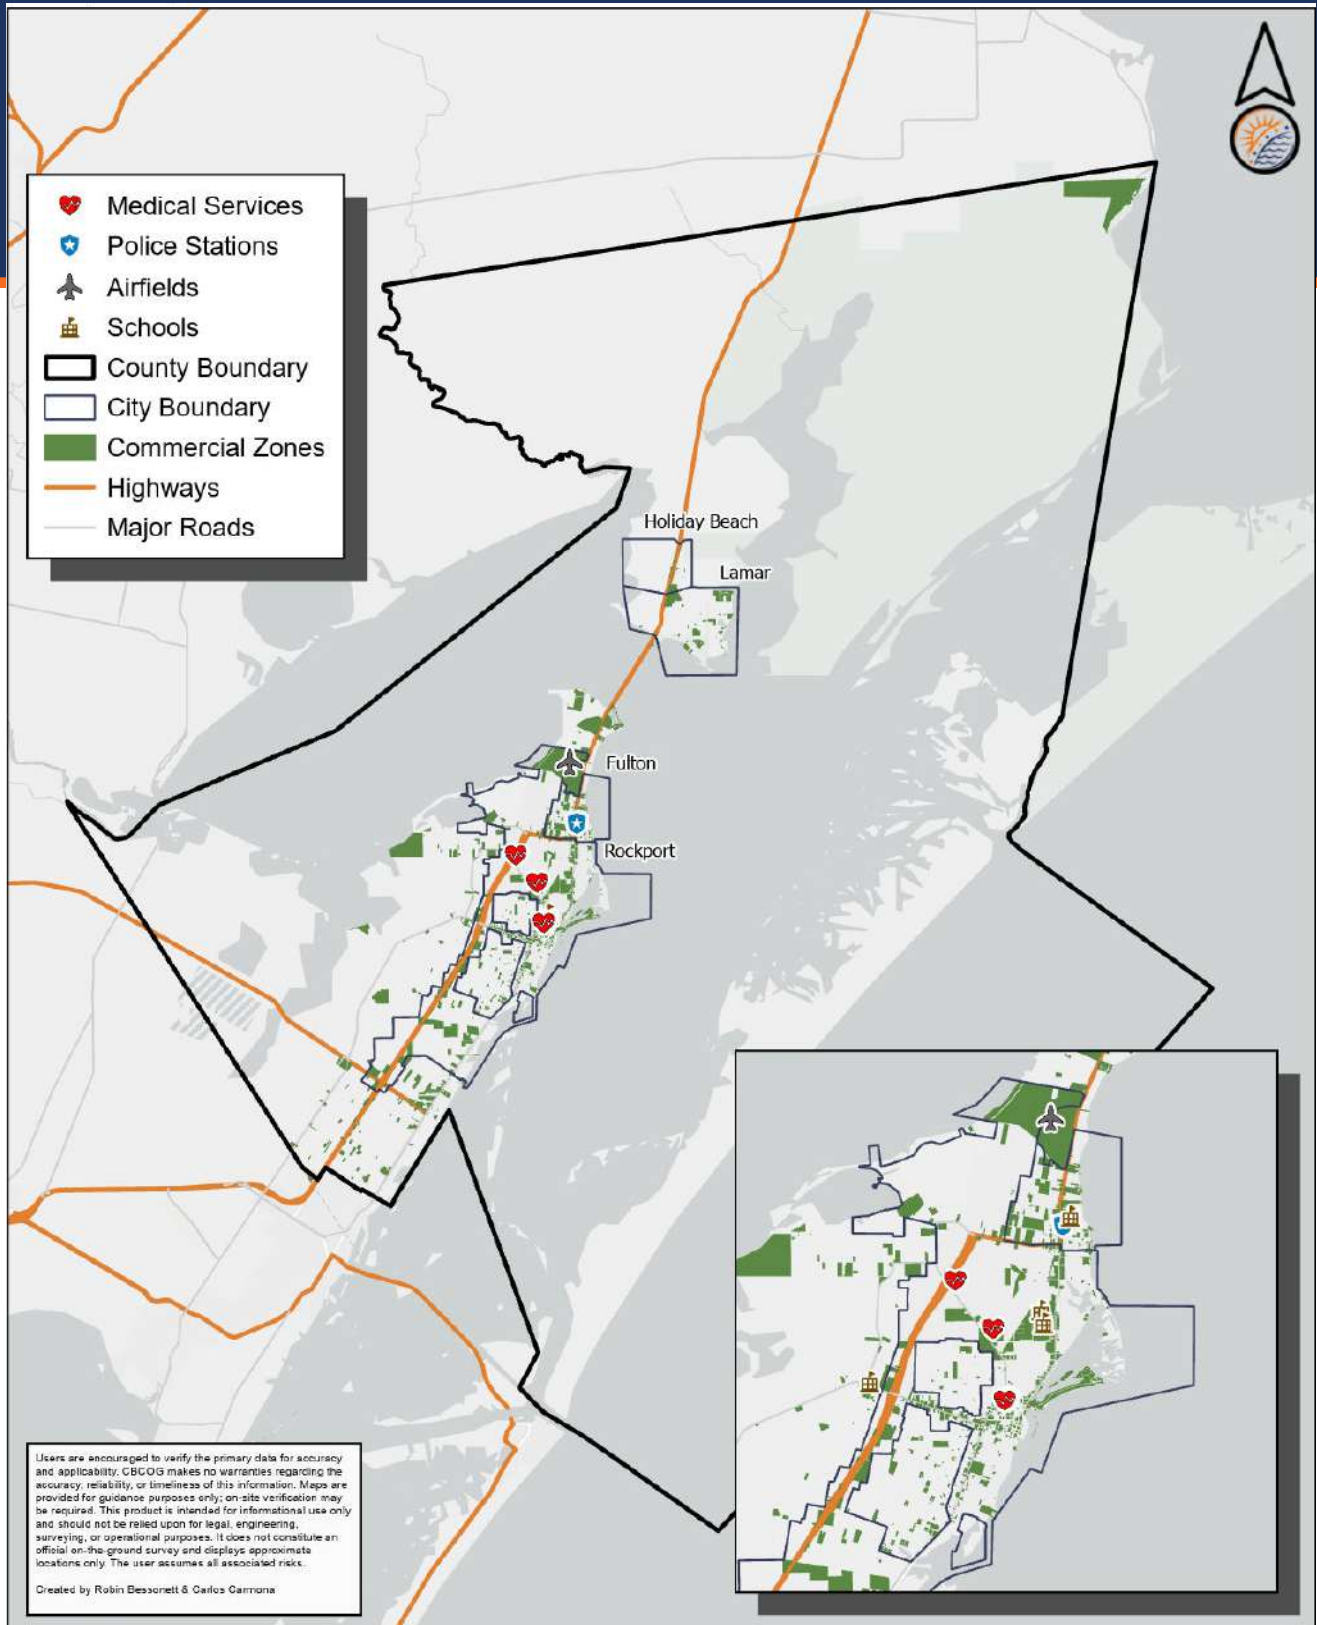 Medical Services
Police Stations
Airfields
Schools
County Boundary
City Boundary
Commercial Zones
Highways
Major Roads
Holiday Beach
Lamar
Fulton
Rockport
Users are encouraged to verify the primary data for accuracy
and applicability. CBCOG makes no warranties regarding the
accuracy, reliability, or timeliness of this information. Maps are
provided for guidance purposes only; on-site verification may
be required. This product is intended for informational use only
and should not be relied upon for legal, engineering,
surveying, or operational purposes. It does not constitute an
official on-the-ground survey and displays approximate
locations only. The user assumes all associated risks.
Created by Robin Bessonett & Carlos Carmona